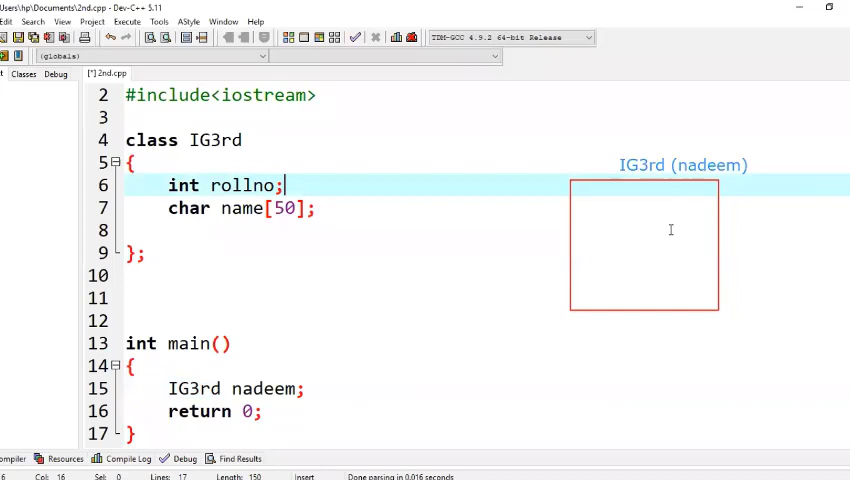 Users\hp\Documents\2nd.cpp - Dev-C++ 5.11
Edit Search View Project Execute Tools AStyle Window Help
TDM-GCC 4.9.2 64-bit Release
(globals)
Classes Debug [*] 2nd.cpp
2 #include<iostream>
3
4 class IG3rd
5 {
IG3rd (nadeem)
6 int rollno;
7 char name[50];
8
9 };
10
11
12
13 int main()
14 {
15 IG3rd nadeem;
16 return 0;
17 }
ompiler Resources Compile Log Debug Find Results
6 Col: 16 Sel: 0 Lines: 17 Length: 150 Insert Done parsing in 0.016 seconds